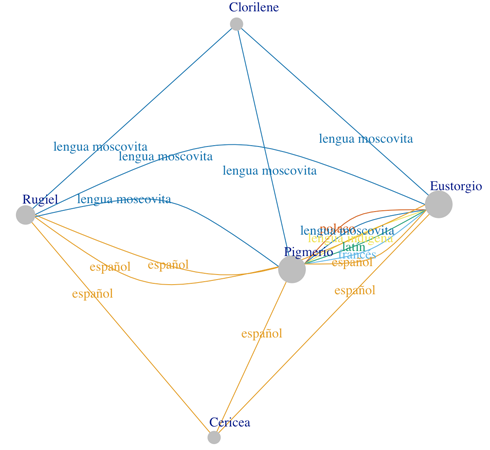 Clorilene
lengua moscovita
lengua moscovita
lengua moscovita
lengua moscovita
Eustorgio
Rugiel
lengua moscovita
polaco
lengua moscovita
latín
Pigmerio
francés
español
español
español
español
español
español
Cericea